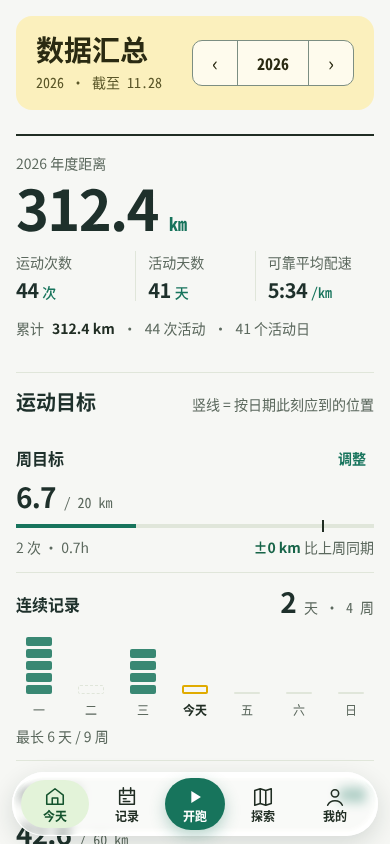 数据汇总
2026 • 截至 11.28
‹ 2026 ›
2026 年度距离
312.4 km
运动次数 活动天数 可靠平均配速
44 次 41 天 5:34 /km
累计 312.4 km • 44 次活动 • 41 个活动日
运动目标 竖线 = 按日期此刻应到的位置
周目标 调整
6.7 / 20 km
2 次 • 0.7h ±0 km 比上周同期
连续记录 2 天 • 4 周
一 二 三 今天 五 六 日
最长 6 天 / 9 周
42.6 / 60 km
今天 记录 开跑 探索 我的